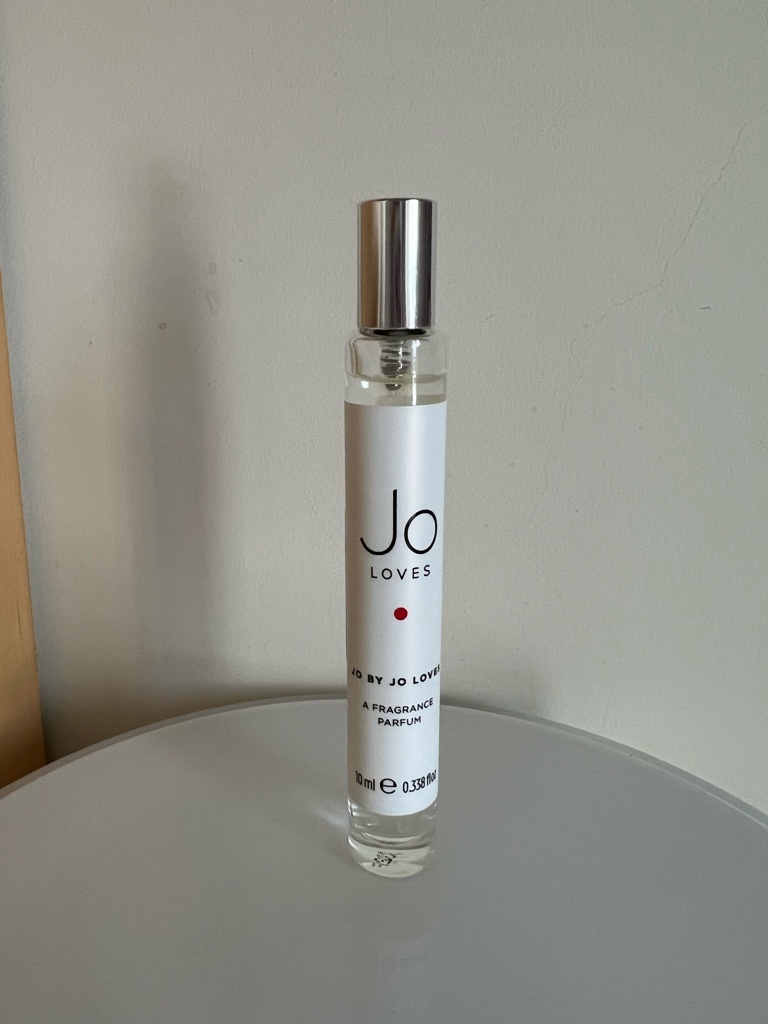 Jo
LOVES
JO BY JO LOVES
A FRAGRANCE
PARFUM
10 ml ℮ 0.338 fl oz